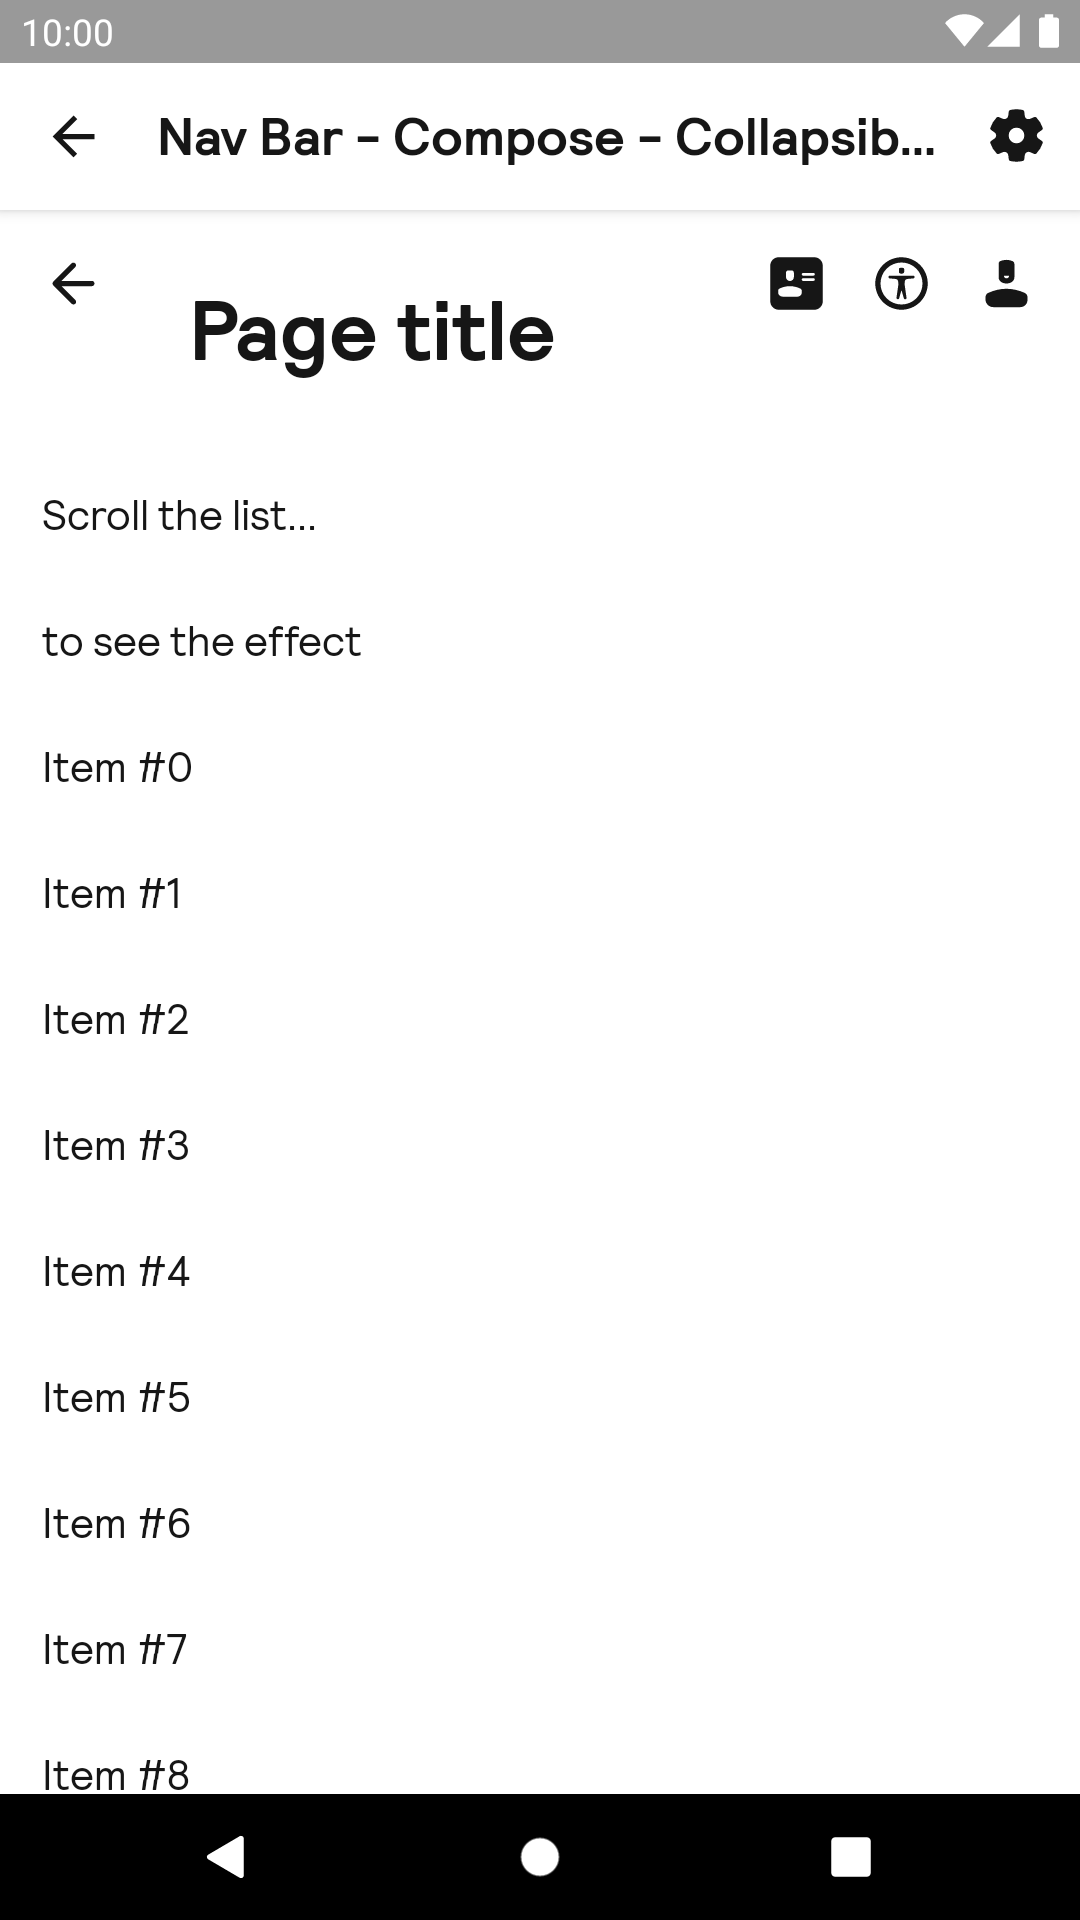 10:00
Nav Bar - Compose - Collapsib...
Page title
Scroll the list...
to see the effect
Item #0
Item #1
Item #2
Item #3
Item #4
Item #5
Item #6
Item #7
Item #8